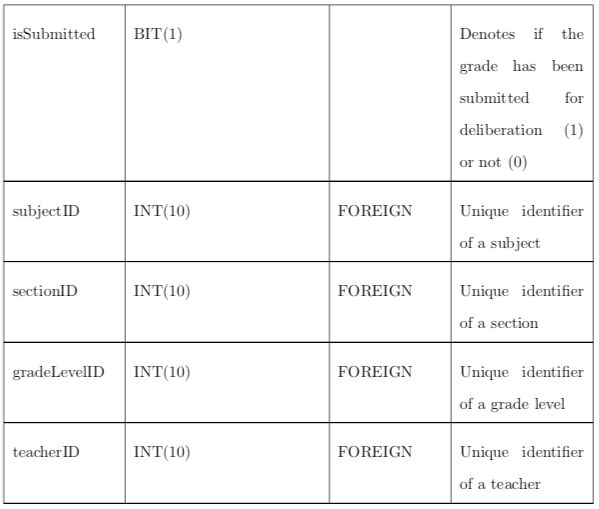 isSubmitted BIT(1) Denotes if the
grade has been
submitted for
deliberation (1)
or not (0)
subjectID INT(10) FOREIGN Unique identifier
of a subject
sectionID INT(10) FOREIGN Unique identifier
of a section
gradeLevelID INT(10) FOREIGN Unique identifier
of a grade level
teacherID INT(10) FOREIGN Unique identifier
of a teacher